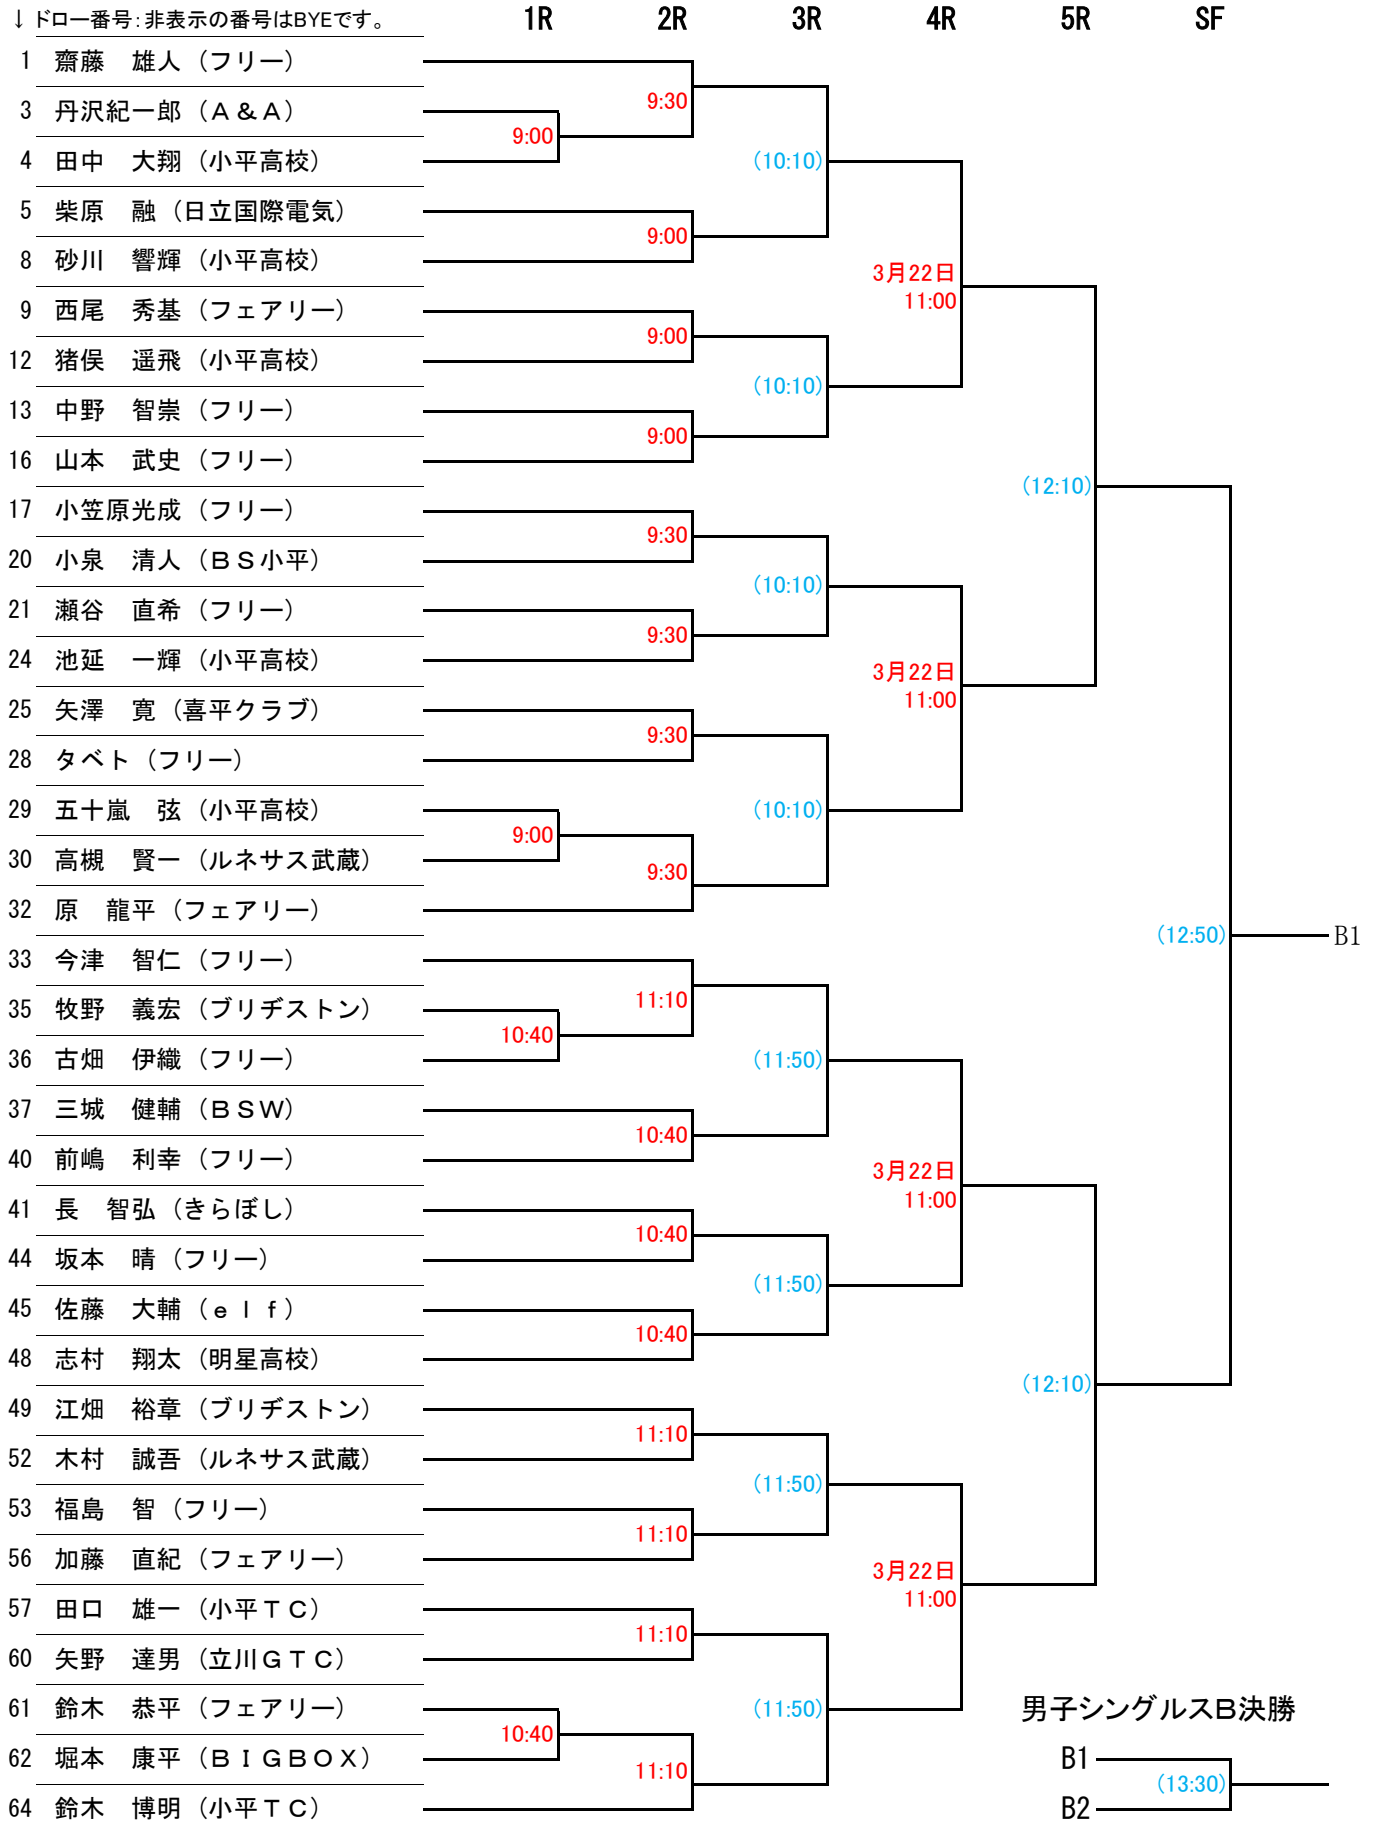 ↓ドロー番号:非表示の番号はBYEです。 1R 2R 3R 4R 5R SF
1 齋藤　雄人（フリー）
9:30
3 丹沢紀一郎（Ａ＆Ａ）
9:00
4 田中　大翔（小平高校）
(10:10)
5 柴原　融（日立国際電気）
9:00
8 砂川　響輝（小平高校）
3月22日
11:00
9 西尾　秀基（フェアリー）
9:00
12 猪俣　遥飛（小平高校）
(10:10)
13 中野　智崇（フリー）
9:00
16 山本　武史（フリー）
(12:10)
17 小笠原光成（フリー）
9:30
20 小泉　清人（ＢＳ小平）
(10:10)
21 瀬谷　直希（フリー）
9:30
24 池延　一輝（小平高校）
3月22日
11:00
25 矢澤　寛（喜平クラブ）
9:30
28 タベト（フリー）
29 五十嵐　弦（小平高校）
(10:10)
9:00
30 高槻　賢一（ルネサス武蔵）
9:30
32 原　龍平（フェアリー）
(12:50) B1
33 今津　智仁（フリー）
11:10
35 牧野　義宏（ブリヂストン）
10:40
36 古畑　伊織（フリー）
(11:50)
37 三城　健輔（ＢＳＷ）
10:40
40 前嶋　利幸（フリー）
3月22日
11:00
41 長　智弘（きらぼし）
10:40
44 坂本　晴（フリー）
(11:50)
45 佐藤　大輔（ｅｌｆ）
10:40
48 志村　翔太（明星高校）
(12:10)
49 江畑　裕章（ブリヂストン）
11:10
52 木村　誠吾（ルネサス武蔵）
(11:50)
53 福島　智（フリー）
11:10
56 加藤　直紀（フェアリー）
3月22日
11:00
57 田口　雄一（小平ＴＣ）
11:10
60 矢野　達男（立川ＧＴＣ）
61 鈴木　恭平（フェアリー）
(11:50)
男子シングルスB決勝
10:40
62 堀本　康平（ＢＩＧＢＯＸ）
B1
11:10
(13:30)
64 鈴木　博明（小平ＴＣ）
B2